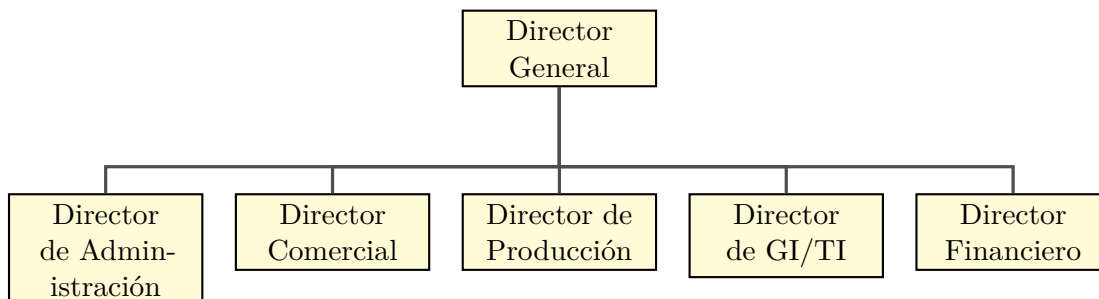 Director
General
Director
de Admin-
istración
Director
Comercial
Director de
Producción
Director
de GI/TI
Director
Financiero